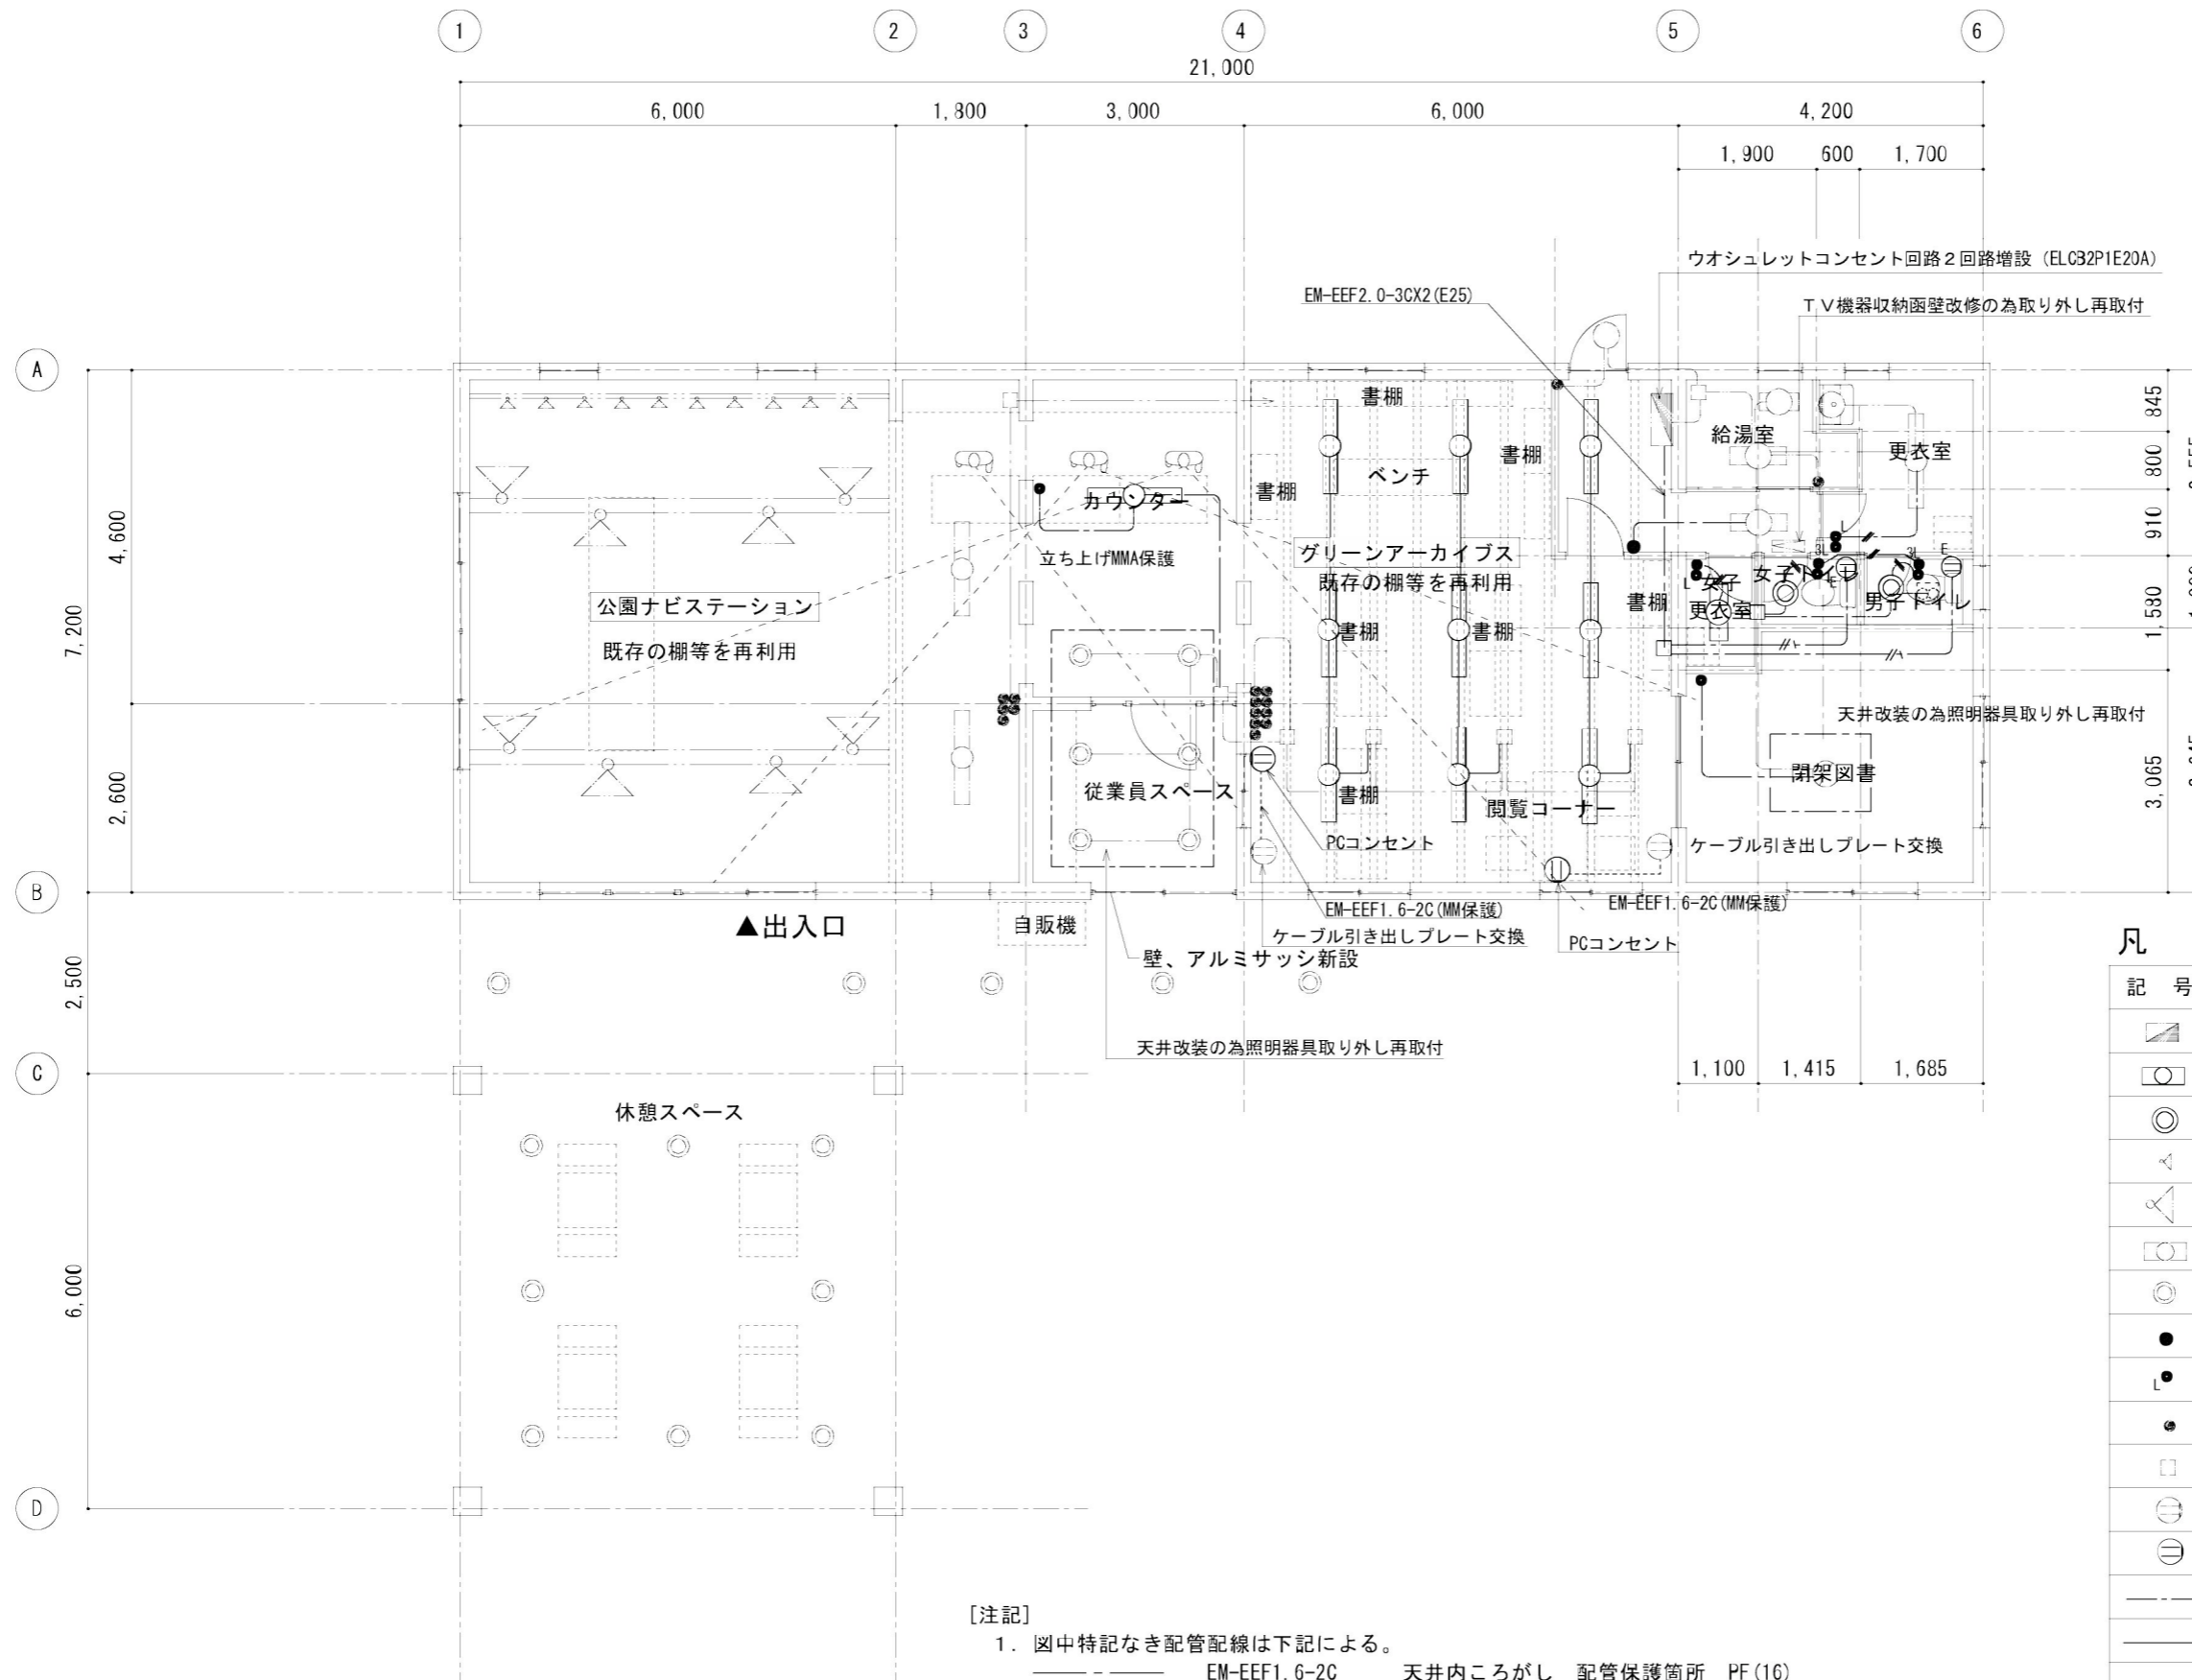 1 2 3 4 5 6
21,000
6,000 1,800 3,000 6,000 4,200
1,900 600 1,700
ウオシュレットコンセント回路2回路増設 (ELCB2P1E20A)
EM-EEF2.0-3CX2(E25)
TV機器収納函壁改修の為取り外し再取付
A
書棚
845
給湯室
更衣室
書棚
ベンチ
800
書棚
カウンター
4,600
910
グリーンアーカイブス
立ち上げMMA保護
既存の棚等を再利用
L
3L
3L
E
女子トイレ
E
L 女子
更衣室
男子トイレ
公園ナビステーション
書棚
1,580
7,200
書棚
書棚
既存の棚等を再利用
天井改装の為照明器具取り外し再取付
閉架図書
2,600
従業員スペース
書棚
閲覧コーナー
3,065
PCコンセント
ケーブル引き出しプレート交換
B
EM-EEF1.6-2C(MM保護)
EM-EEF1.6-2C(MM保護)
▲出入口
自販機
ケーブル引き出しプレート交換
PCコンセント
壁、アルミサッシ新設
凡
2,500
記 号
天井改装の為照明器具取り外し再取付
C
1,100 1,415 1,685
休憩スペース
6,000
L
D
[注記]
1. 図中特記なき配管配線は下記による。
EM-EEF1.6-2C 天井内ころがし 配管保護箇所 PF(16)